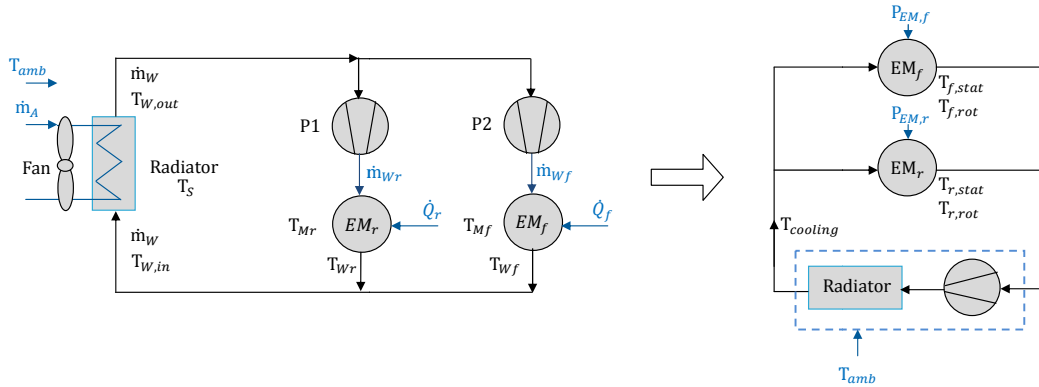 T_amb
ṁ_A
Fan
ṁ_W
T_W,out
Radiator
T_S
ṁ_W
T_W,in
P1
ṁ_Wr
T_Mr
EM_r
Q̇_r
T_Wr
P2
ṁ_Wf
T_Mf
EM_f
Q̇_f
T_Wf
P_EM,f
EM_f
T_f,stat
T_f,rot
P_EM,r
EM_r
T_r,stat
T_r,rot
T_cooling
Radiator
T_amb